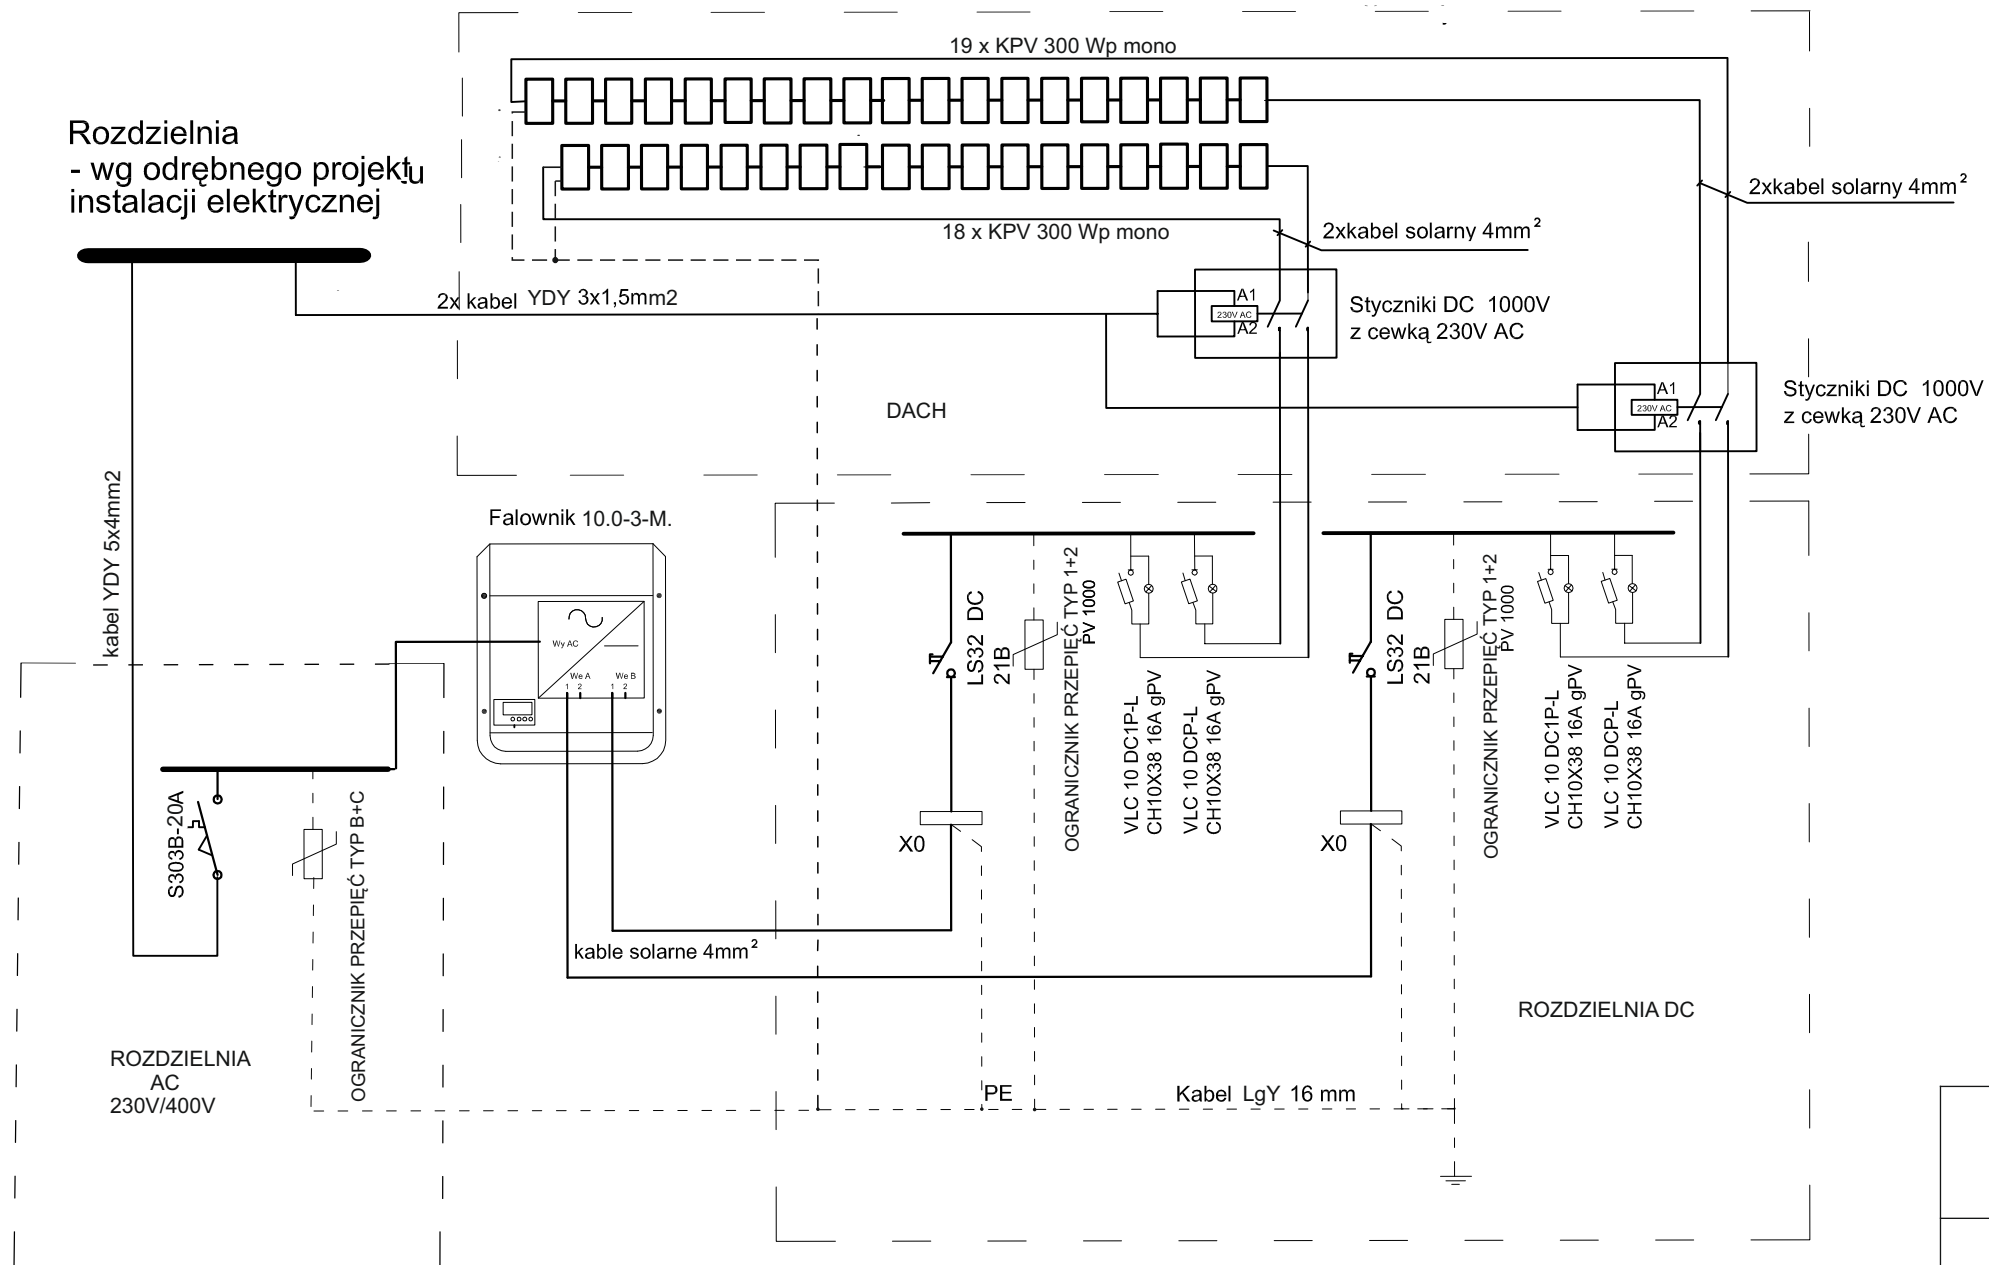 19 x KPV 300 Wp mono
Rozdzielnia
- wg odrębnego projektu
instalacji elektrycznej
2xkabel solarny 4mm²
18 x KPV 300 Wp mono
2xkabel solarny 4mm²
2x kabel YDY 3x1,5mm2
A1
230V AC
A2
Styczniki DC 1000V
z cewką 230V AC
A1
230V AC
A2
Styczniki DC 1000V
z cewką 230V AC
DACH
kabel YDY 5x4mm2
Falownik 10.0-3-M.
Wy AC
We A
We B
1 2
1 2
LS32 DC
21B
OGRANICZNIK PRZEPIĘĆ TYP 1+2
PV 1000
VLC 10 DC1P-L
CH10X38 16A gPV
VLC 10 DCP-L
CH10X38 16A gPV
LS32 DC
21B
OGRANICZNIK PRZEPIĘĆ TYP 1+2
PV 1000
VLC 10 DC1P-L
CH10X38 16A gPV
VLC 10 DCP-L
CH10X38 16A gPV
S303B-20A
OGRANICZNIK PRZEPIĘĆ TYP B+C
X0
X0
kable solarne 4mm²
ROZDZIELNIA DC
ROZDZIELNIA
AC
230V/400V
PE
Kabel LgY 16 mm